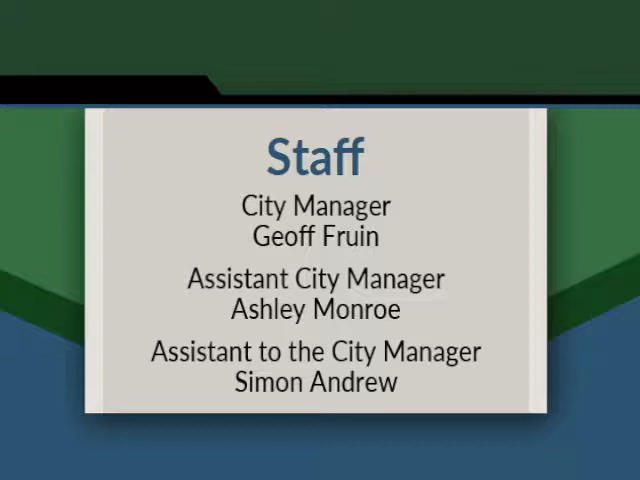 Staff
City Manager
Geoff Fruin
Assistant City Manager
Ashley Monroe
Assistant to the City Manager
Simon Andrew